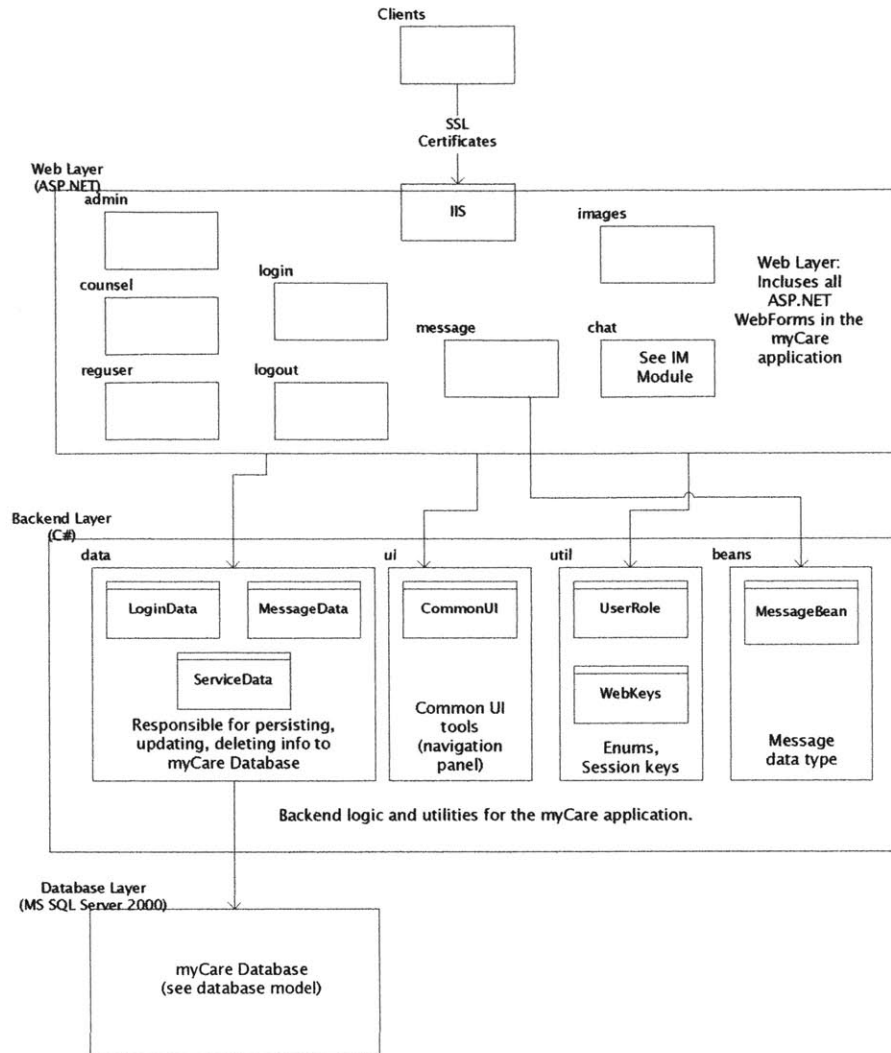 Clients
SSL
Certificates
Web Layer
(ASP.NET)
admin
IIS
images
counsel
login
Web Layer:
Incluses all
ASP.NET
WebForms in the
myCare
application
message
chat
See IM
Module
reguser
logout
Backend Layer
(C#)
data
ui
util
beans
LoginData
MessageData
CommonUI
UserRole
MessageBean
ServiceData
WebKeys
Responsible for persisting,
updating, deleting info to
myCare Database
Common UI
tools
(navigation
panel)
Enums,
Session keys
Message
data type
Backend logic and utilities for the myCare application.
Database Layer
(MS SQL Server 2000)
myCare Database
(see database model)